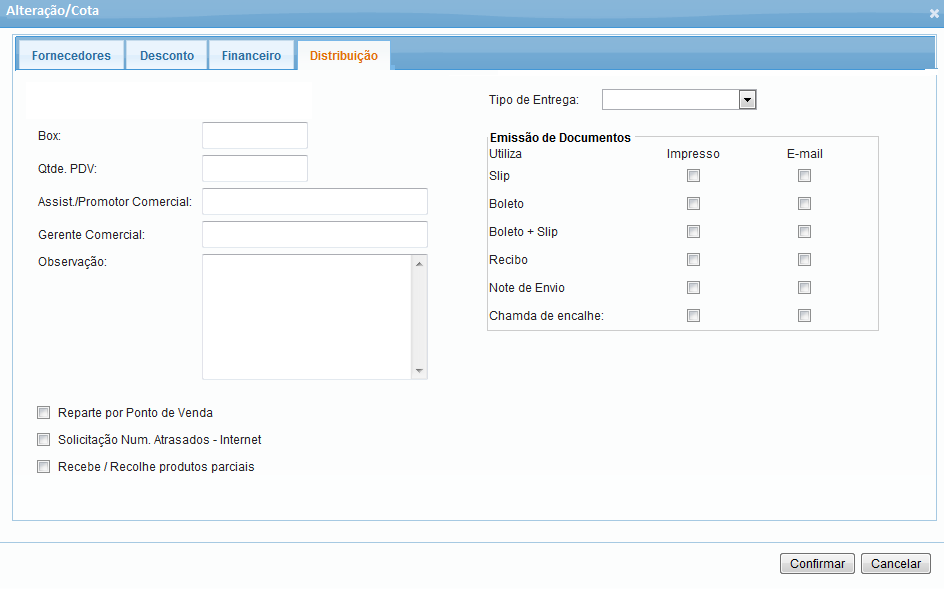 Alteração/Cota
Fornecedores
Desconto
Financeiro
Distribuição
Tipo de Entrega:
Box:
Qtde. PDV:
Assist./Promotor Comercial:
Gerente Comercial:
Observação:
Emissão de Documentos
Utiliza Impresso E-mail
Slip
Boleto
Boleto + Slip
Recibo
Note de Envio
Chamda de encalhe:
Reparte por Ponto de Venda
Solicitação Num. Atrasados - Internet
Recebe / Recolhe produtos parciais
Confirmar
Cancelar